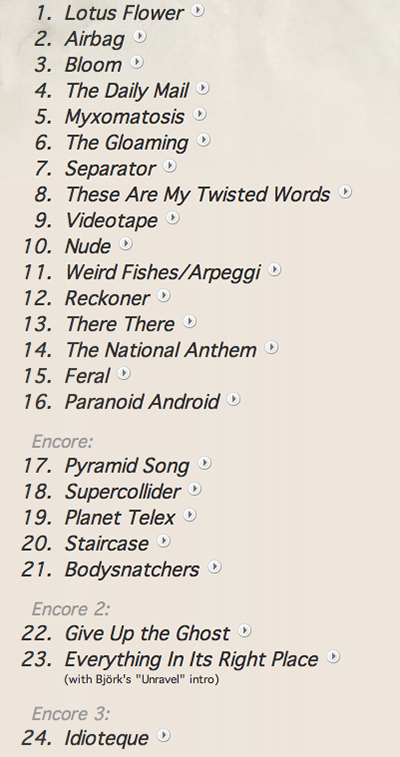 1. Lotus Flower
2. Airbag
3. Bloom
4. The Daily Mail
5. Myxomatosis
6. The Gloaming
7. Separator
8. These Are My Twisted Words
9. Videotape
10. Nude
11. Weird Fishes/Arpeggi
12. Reckoner
13. There There
14. The National Anthem
15. Feral
16. Paranoid Android
Encore:
17. Pyramid Song
18. Supercollider
19. Planet Telex
20. Staircase
21. Bodysnatchers
Encore 2:
22. Give Up the Ghost
23. Everything In Its Right Place
(with Björk's "Unravel" intro)
Encore 3:
24. Idioteque